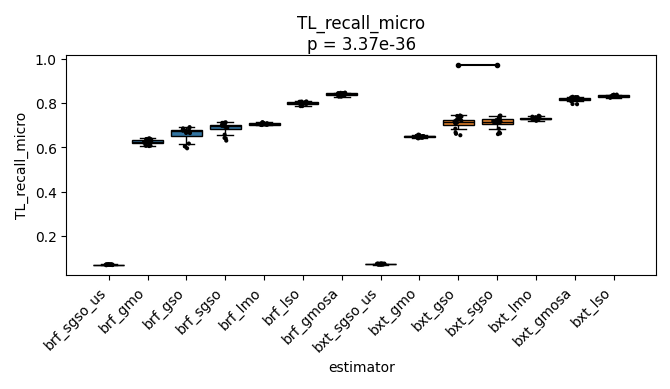 TL_recall_micro
p = 3.37e-36
1.0
0.8
0.6
0.4
0.2
TL_recall_micro
brf_sgso_us
brf_gmo
brf_gso
brf_sgso
brf_lmo
brf_lso
brf_gmosa
bxt_sgso_us
bxt_gmo
bxt_gso
bxt_sgso
bxt_lmo
bxt_gmosa
bxt_lso
estimator